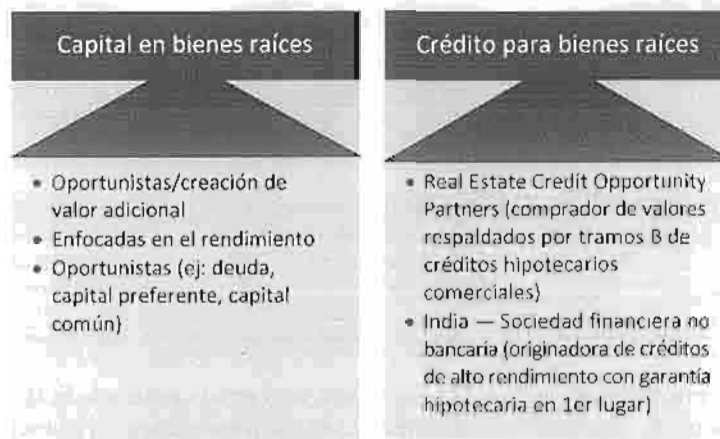 Capital en bienes raíces
• Oportunistas/creación de
valor adicional
• Enfocadas en el rendimiento
• Oportunistas (ej: deuda,
capital preferente, capital
común)
Crédito para bienes raíces
• Real Estate Credit Opportunity
Partners (comprador de valores
respaldados por tramos B de
créditos hipotecarios
comerciales)
• India — Sociedad financiera no
bancaria (originadora de créditos
de alto rendimiento con garantía
hipotecaria en 1er lugar)